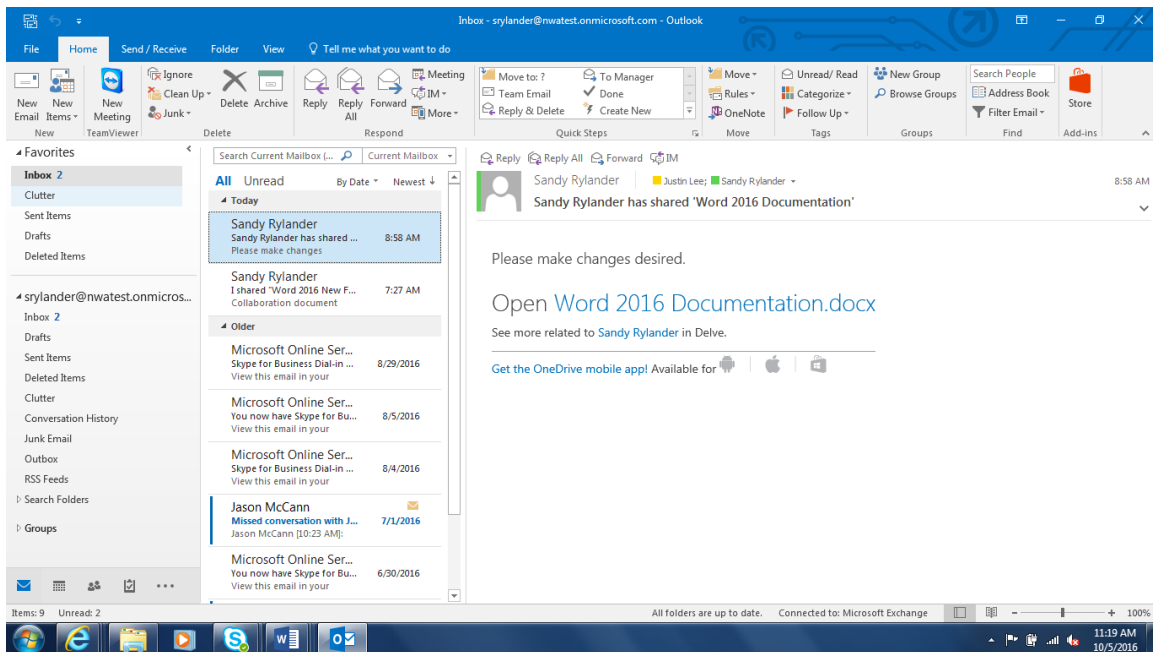 Inbox - srylander@nwatest.onmicrosoft.com - Outlook
File Home Send / Receive Folder View Tell me what you want to do
New Email
New Items
New Meeting
Ignore
Clean Up
Junk
Delete
Archive
Reply
Reply All
Forward
Meeting
IM
More
Move to: ?
Team Email
Reply & Delete
To Manager
Done
Create New
Move
Rules
OneNote
Unread/ Read
Categorize
Follow Up
New Group
Browse Groups
Search People
Address Book
Filter Email
Store
New TeamViewer Delete Respond Quick Steps Move Tags Groups Find Add-ins
Favorites
Inbox 2
Clutter
Sent Items
Drafts
Deleted Items
srylander@nwatest.onmicros...
Inbox 2
Drafts
Sent Items
Deleted Items
Clutter
Conversation History
Junk Email
Outbox
RSS Feeds
Search Folders
Groups
Search Current Mailbox (... Current Mailbox
All Unread By Date Newest ↓
Today
Sandy Rylander
Sandy Rylander has shared ... 8:58 AM
Please make changes
Sandy Rylander
I shared "Word 2016 New F... 7:27 AM
Collaboration document
Older
Microsoft Online Ser...
Skype for Business Dial-in ... 8/29/2016
View this email in your
Microsoft Online Ser...
You now have Skype for Bu... 8/5/2016
View this email in your
Microsoft Online Ser...
Skype for Business Dial-in ... 8/4/2016
View this email in your
Jason McCann
Missed conversation with J... 7/1/2016
Jason McCann [10:23 AM]:
Microsoft Online Ser...
You now have Skype for Bu... 6/30/2016
View this email in your
Reply Reply All Forward IM
Sandy Rylander Justin Lee; Sandy Rylander 8:58 AM
Sandy Rylander has shared 'Word 2016 Documentation'
Please make changes desired.
Open Word 2016 Documentation.docx
See more related to Sandy Rylander in Delve.
Get the OneDrive mobile app! Available for
Items: 9 Unread: 2 All folders are up to date. Connected to: Microsoft Exchange 100%
11:19 AM
10/5/2016